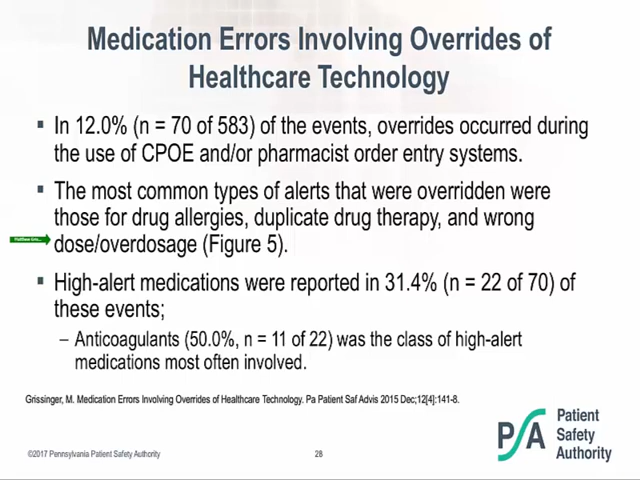 Medication Errors Involving Overrides of
Healthcare Technology
▪ In 12.0% (n = 70 of 583) of the events, overrides occurred during
the use of CPOE and/or pharmacist order entry systems.
▪ The most common types of alerts that were overridden were
those for drug allergies, duplicate drug therapy, and wrong
dose/overdosage (Figure 5).
▪ High-alert medications were reported in 31.4% (n = 22 of 70) of
these events;
– Anticoagulants (50.0%, n = 11 of 22) was the class of high-alert
medications most often involved.
Grissinger, M. Medication Errors Involving Overrides of Healthcare Technology. Pa Patient Saf Advis 2015 Dec;12[4]:141-8.
PSA Patient
Safety
Authority
©2017 Pennsylvania Patient Safety Authority
28